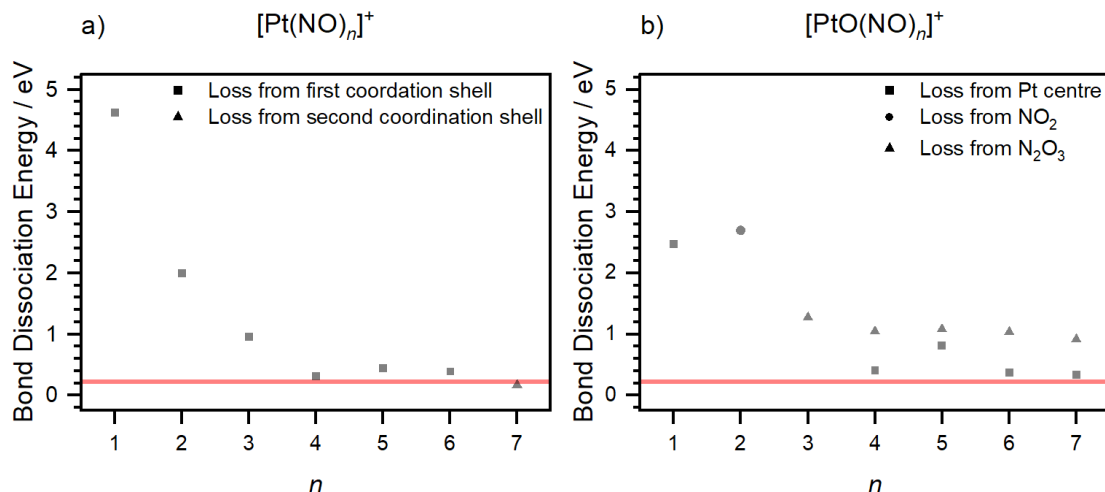 a)
[Pt(NO)n]+
Bond Dissociation Energy / eV
5
4
3
2
1
0
Loss from first coordation shell
Loss from second coordination shell
1 2 3 4 5 6 7
n
b)
[PtO(NO)n]+
Bond Dissociation Energy / eV
5
4
3
2
1
0
Loss from Pt centre
Loss from NO2
Loss from N2O3
1 2 3 4 5 6 7
n